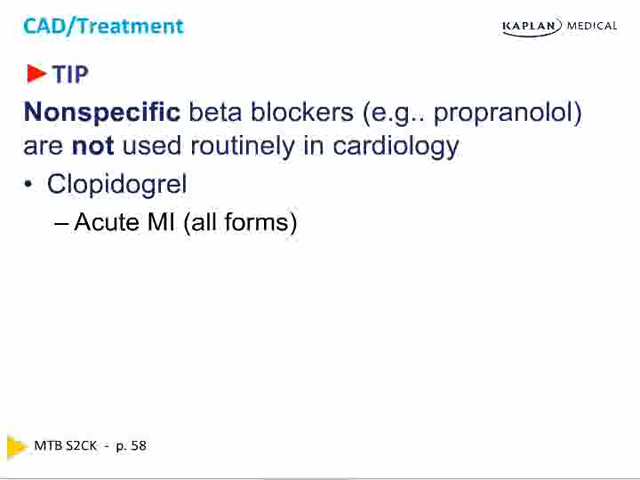 CAD/Treatment
KAPLAN MEDICAL
TIP
Nonspecific beta blockers (e.g.. propranolol)
are not used routinely in cardiology
• Clopidogrel
– Acute MI (all forms)
MTB S2CK - p. 58